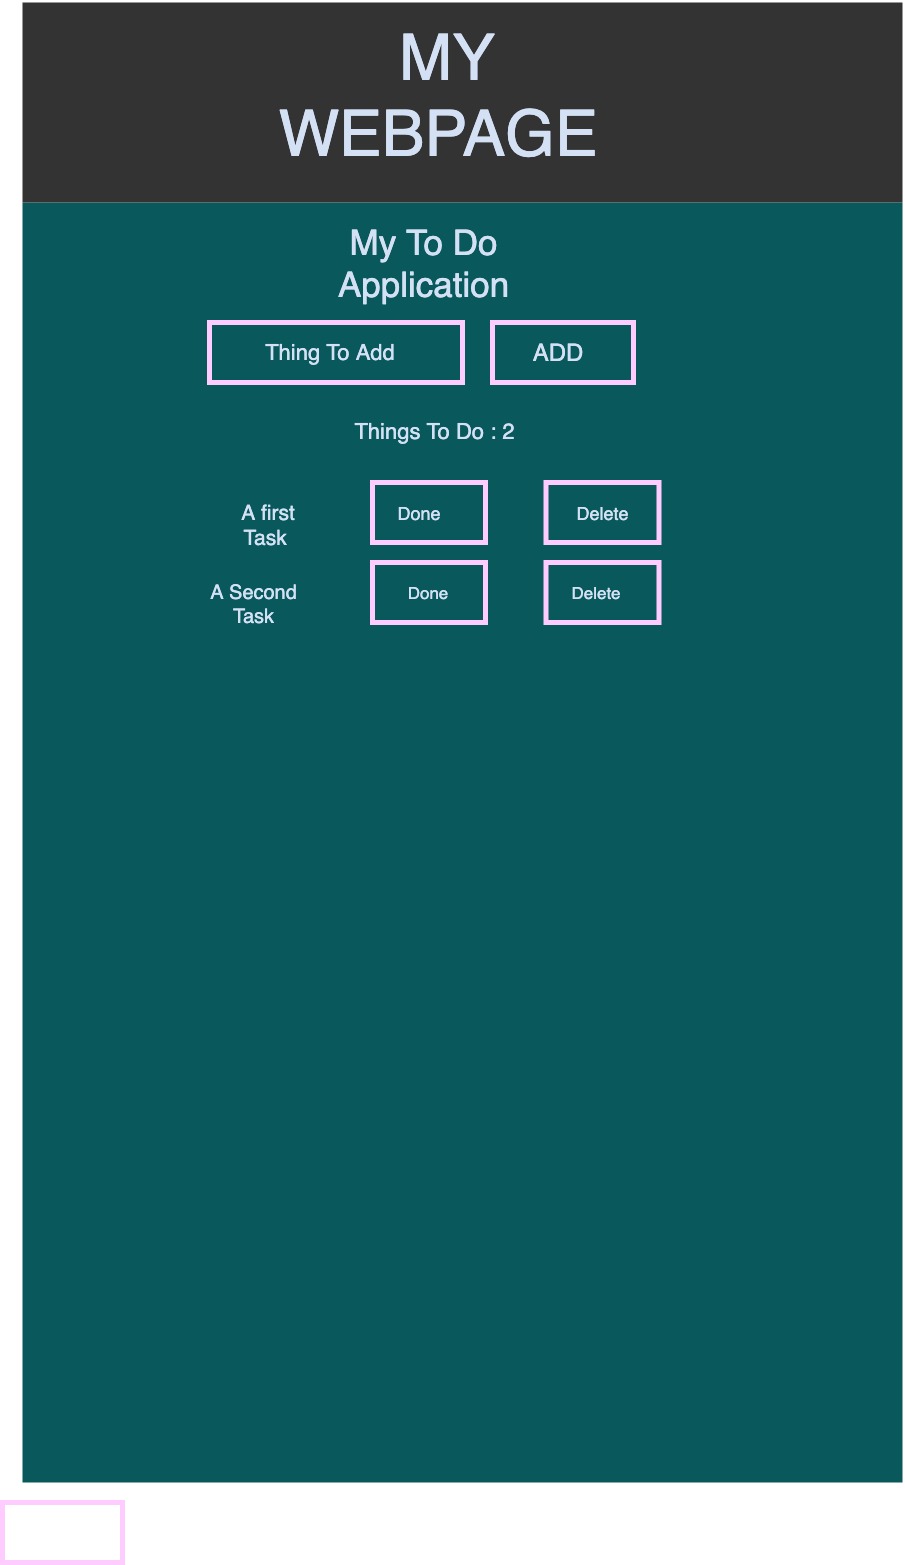 MY
WEBPAGE
My To Do
Application
Thing To Add
ADD
Things To Do : 2
A first
Task
Done
Delete
A Second
Task
Done
Delete